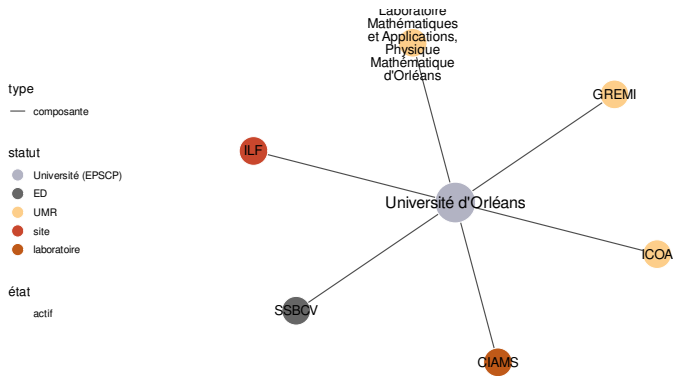 Laboratoire
Mathématiques
et Applications,
Physique
Mathématique
d'Orléans
GREMI
type
composante
ILF
statut
Université (EPSCP)
ED
UMR
site
laboratoire
Université d'Orléans
ICOA
état
actif
SSBCV
CIAMS